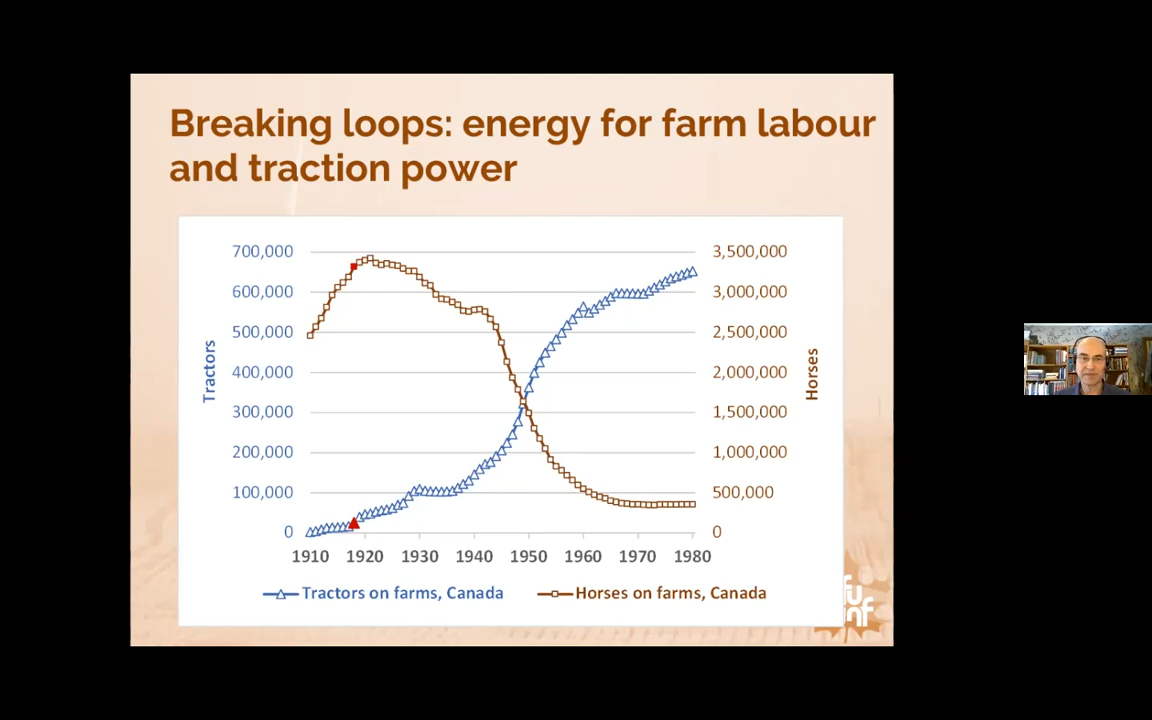 Breaking loops: energy for farm labour
and traction power
700,000
600,000
500,000
400,000
300,000
200,000
100,000
0
Tractors
3,500,000
3,000,000
2,500,000
2,000,000
1,500,000
1,000,000
500,000
0
Horses
1910 1920 1930 1940 1950 1960 1970 1980
Tractors on farms, Canada Horses on farms, Canada
fu
nf